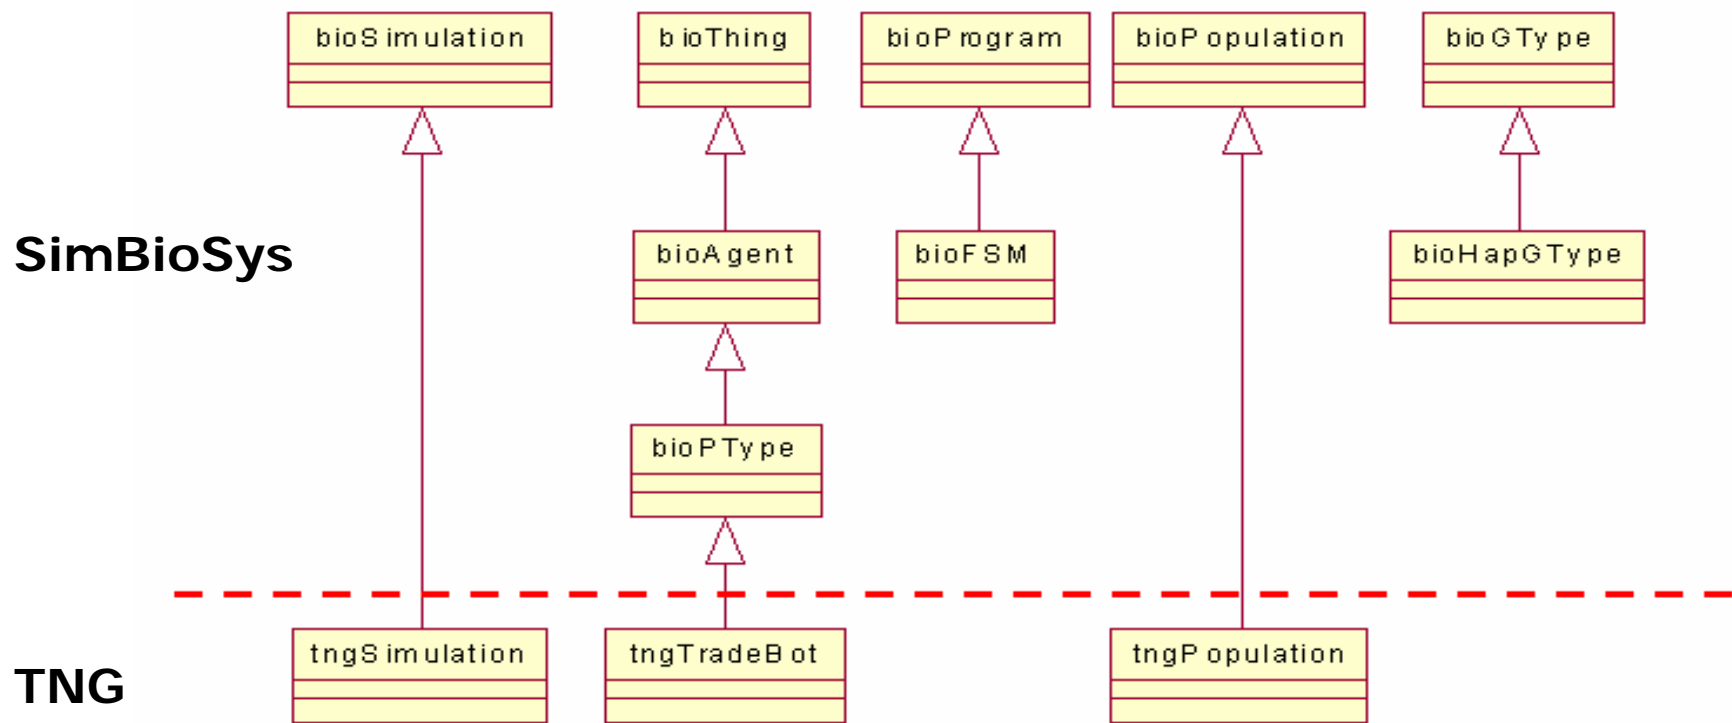 bioSimulation
bioThing
bioProgram
bioPopulation
bioGType
SimBioSys
bioAgent
bioFSM
bioHapGType
bioPType
TNG
tngSimulation
tngTradeBot
tngPopulation